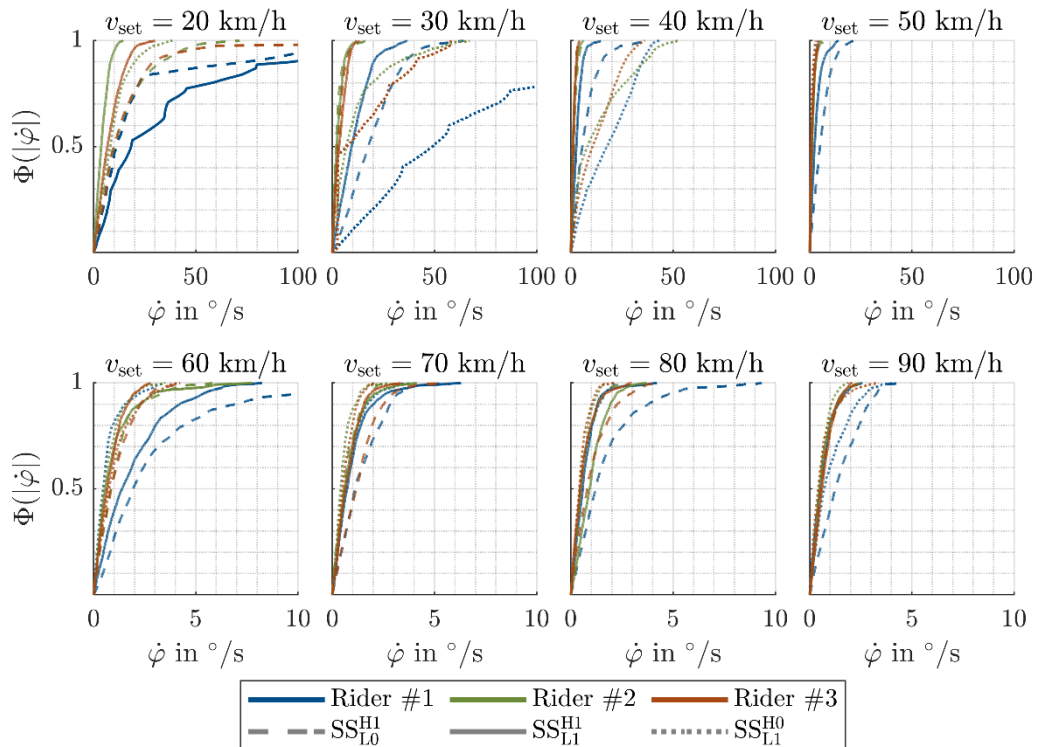 v_set = 20 km/h v_set = 30 km/h v_set = 40 km/h v_set = 50 km/h
1
0.5
Φ(|φ̇|)
0 50 100 0 50 100 0 50 100 0 50 100
φ̇ in °/s φ̇ in °/s φ̇ in °/s φ̇ in °/s
v_set = 60 km/h v_set = 70 km/h v_set = 80 km/h v_set = 90 km/h
1
0.5
Φ(|φ̇|)
0 5 10 0 5 10 0 5 10 0 5 10
φ̇ in °/s φ̇ in °/s φ̇ in °/s φ̇ in °/s
Rider #1 Rider #2 Rider #3
SS_L0^H1 SS_L1^H1 SS_L1^H0